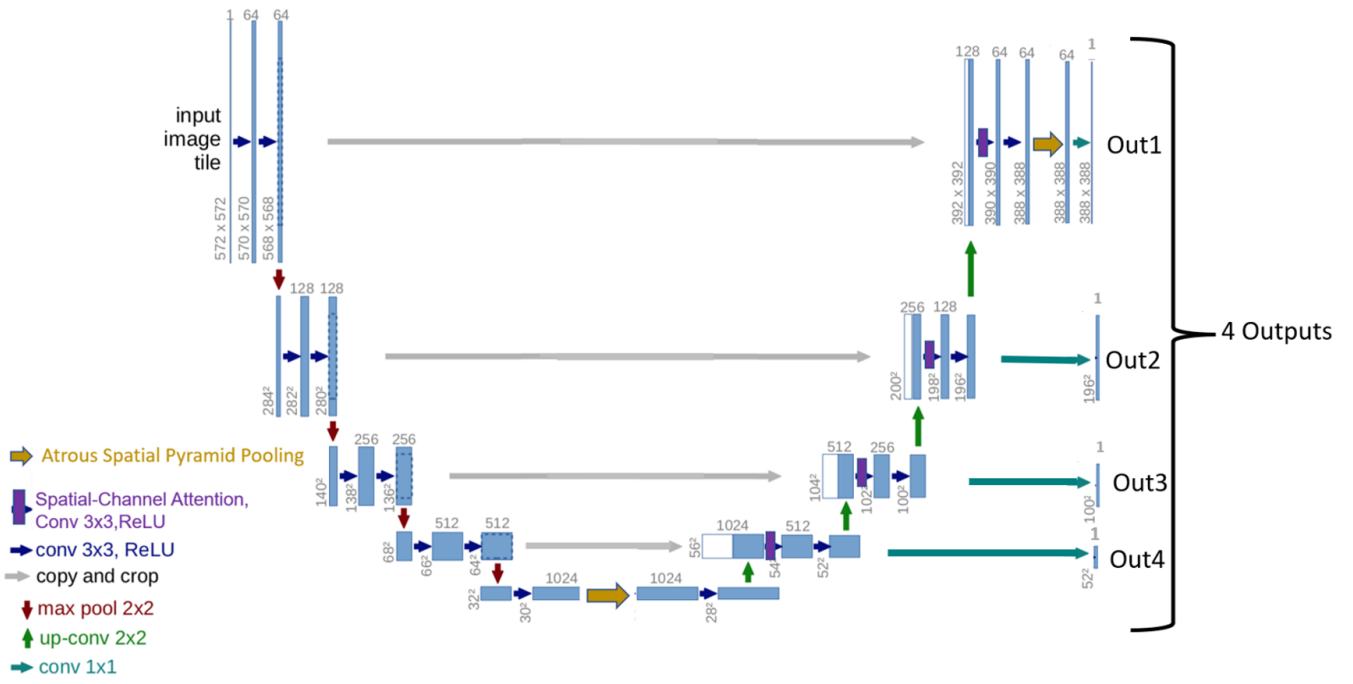 1 64 64
input
image
tile
572 x 572
570 x 570
568 x 568
128 64 64 64 1
392 x 392
390 x 390
388 x 388
388 x 388
388 x 388
Out1
128 128
284²
282²
280²
256 128 1
200²
198²
196²
196²
Out2
4 Outputs
256 256
140²
138²
136²
512 256 1
104²
102²
100²
100²
Out3
512 512
68²
66²
64²
1024 512 1
56²
54²
52²
52²
Out4
1024 1024
32²
30²
28²
Atrous Spatial Pyramid Pooling
Spatial-Channel Attention,
Conv 3x3,ReLU
conv 3x3, ReLU
copy and crop
max pool 2x2
up-conv 2x2
conv 1x1